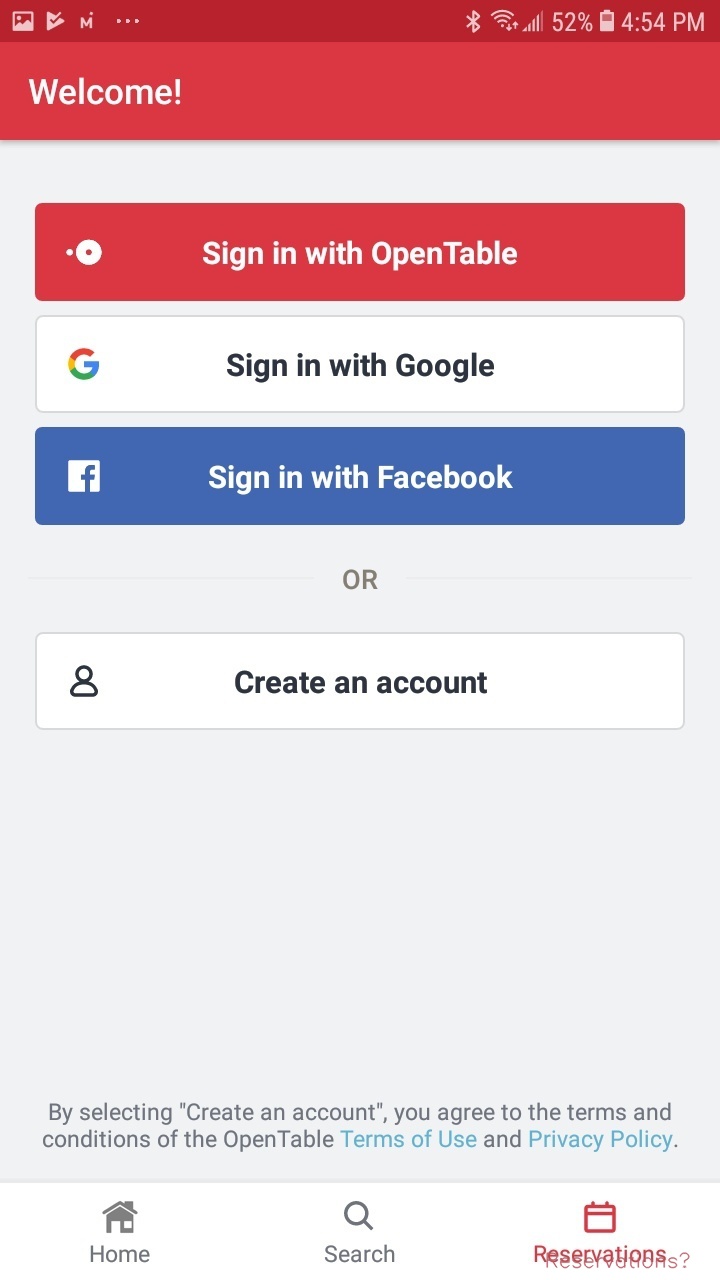 52% 4:54 PM
Welcome!
Sign in with OpenTable
Sign in with Google
Sign in with Facebook
OR
Create an account
By selecting "Create an account", you agree to the terms and
conditions of the OpenTable Terms of Use and Privacy Policy.
Home
Search
Reservations
Reservations?